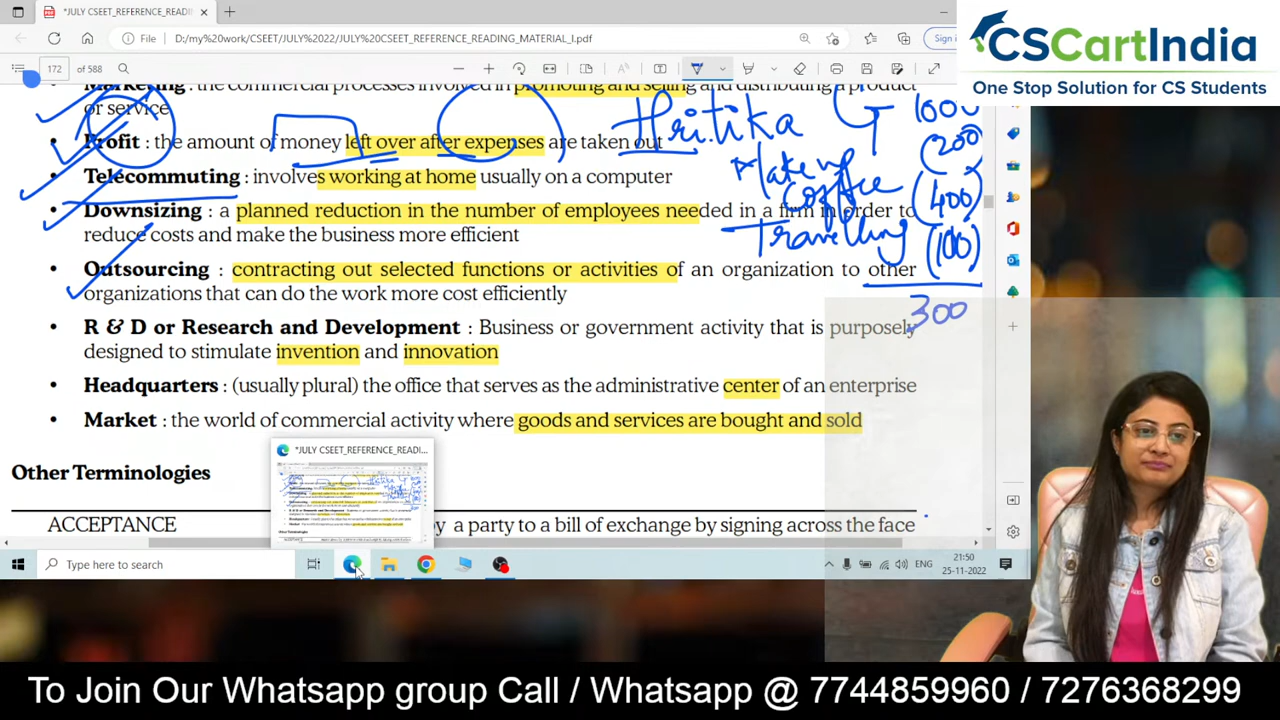 *JULY CSEET_REFERENCE_READI
File
D:/my%20work/CSEET/JULY%202022/JULY%20CSEET_REFERENCE_READING_MATERIAL_I.pdf
Sign i
172 of 588
CSCartIndia
One Stop Solution for CS Students
• Marketing : the commercial processes involved in promoting and selling and distributing a product
or service
• Profit : the amount of money left over after expenses are taken out
• Telecommuting : involves working at home usually on a computer
• Downsizing : a planned reduction in the number of employees needed in a firm in order to
reduce costs and make the business more efficient
• Outsourcing : contracting out selected functions or activities of an organization to other
organizations that can do the work more cost efficiently
• R & D or Research and Development : Business or government activity that is purposely
designed to stimulate invention and innovation
• Headquarters : (usually plural) the office that serves as the administrative center of an enterprise
• Market : the world of commercial activity where goods and services are bought and sold
Hritika 1000
Makeup (200)
Coffee (400)
Travelling (100)
300
*JULY CSEET_REFERENCE_READI...
Other Terminologies
ACCEPTANCE
by a party to a bill of exchange by signing across the face
Type here to search
ENG
21:50
25-11-2022
To Join Our Whatsapp group Call / Whatsapp @ 7744859960 / 7276368299